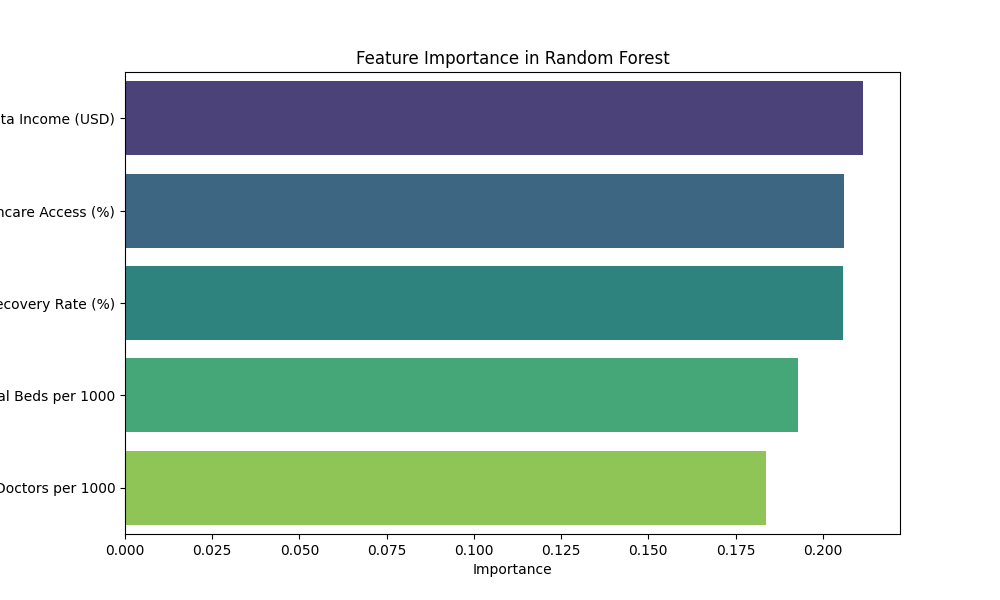 Feature Importance in Random Forest
ta Income (USD)
care Access (%)
ecovery Rate (%)
al Beds per 1000
Doctors per 1000
0.000 0.025 0.050 0.075 0.100 0.125 0.150 0.175 0.200
Importance